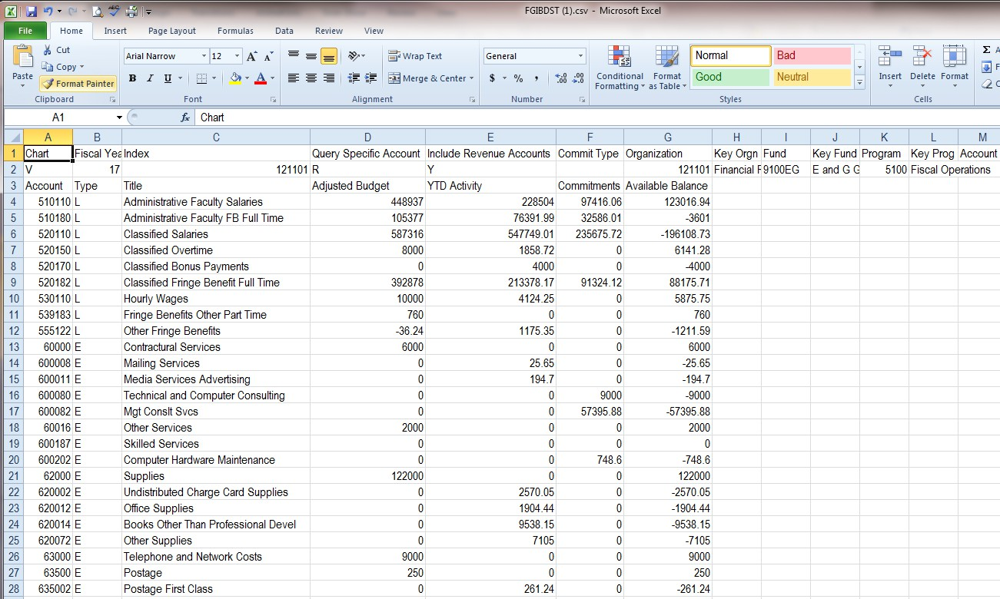 FGIBDST (1).csv - Microsoft Excel
File Home Insert Page Layout Formulas Data Review View
Paste Cut Copy Format Painter Clipboard
Arial Narrow 12 A A B I U A Font
Wrap Text Merge & Center Alignment
General $ % , .00 .00 Number
Conditional Formatting Format as Table Normal Bad Good Neutral Styles
Insert Delete Format Cells
Σ A F C
A1 fx Chart
A B C D E F G H I J K L M
1 Chart Fiscal Yea Index Query Specific Account Include Revenue Accounts Commit Type Organization Key Orgn Fund Key Fund Program Key Prog Account
2 V 17 121101 R Y 121101 Financial F 9100EG E and G G 5100 Fiscal Operations
3 Account Type Title Adjusted Budget YTD Activity Commitments Available Balance
4 510110 L Administrative Faculty Salaries 448937 228504 97416.06 123016.94
5 510180 L Administrative Faculty FB Full Time 105377 76391.99 32586.01 -3601
6 520110 L Classified Salaries 587316 547749.01 235675.72 -196108.73
7 520150 L Classified Overtime 8000 1858.72 0 6141.28
8 520170 L Classified Bonus Payments 0 4000 0 -4000
9 520182 L Classified Fringe Benefit Full Time 392878 213378.17 91324.12 88175.71
10 530110 L Hourly Wages 10000 4124.25 0 5875.75
11 539183 L Fringe Benefits Other Part Time 760 0 0 760
12 555122 L Other Fringe Benefits -36.24 1175.35 0 -1211.59
13 60000 E Contractural Services 6000 0 0 6000
14 600008 E Mailing Services 0 25.65 0 -25.65
15 600011 E Media Services Advertising 0 194.7 0 -194.7
16 600080 E Technical and Computer Consulting 0 0 9000 -9000
17 600082 E Mgt Conslt Svcs 0 0 57395.88 -57395.88
18 60016 E Other Services 2000 0 0 2000
19 600187 E Skilled Services 0 0 0 0
20 600202 E Computer Hardware Maintenance 0 0 748.6 -748.6
21 62000 E Supplies 122000 0 0 122000
22 620002 E Undistributed Charge Card Supplies 0 2570.05 0 -2570.05
23 620012 E Office Supplies 0 1904.44 0 -1904.44
24 620014 E Books Other Than Professional Devel 0 9538.15 0 -9538.15
25 620072 E Other Supplies 0 7105 0 -7105
26 63000 E Telephone and Network Costs 9000 0 0 9000
27 63500 E Postage 250 0 0 250
28 635002 E Postage First Class 0 261.24 0 -261.24